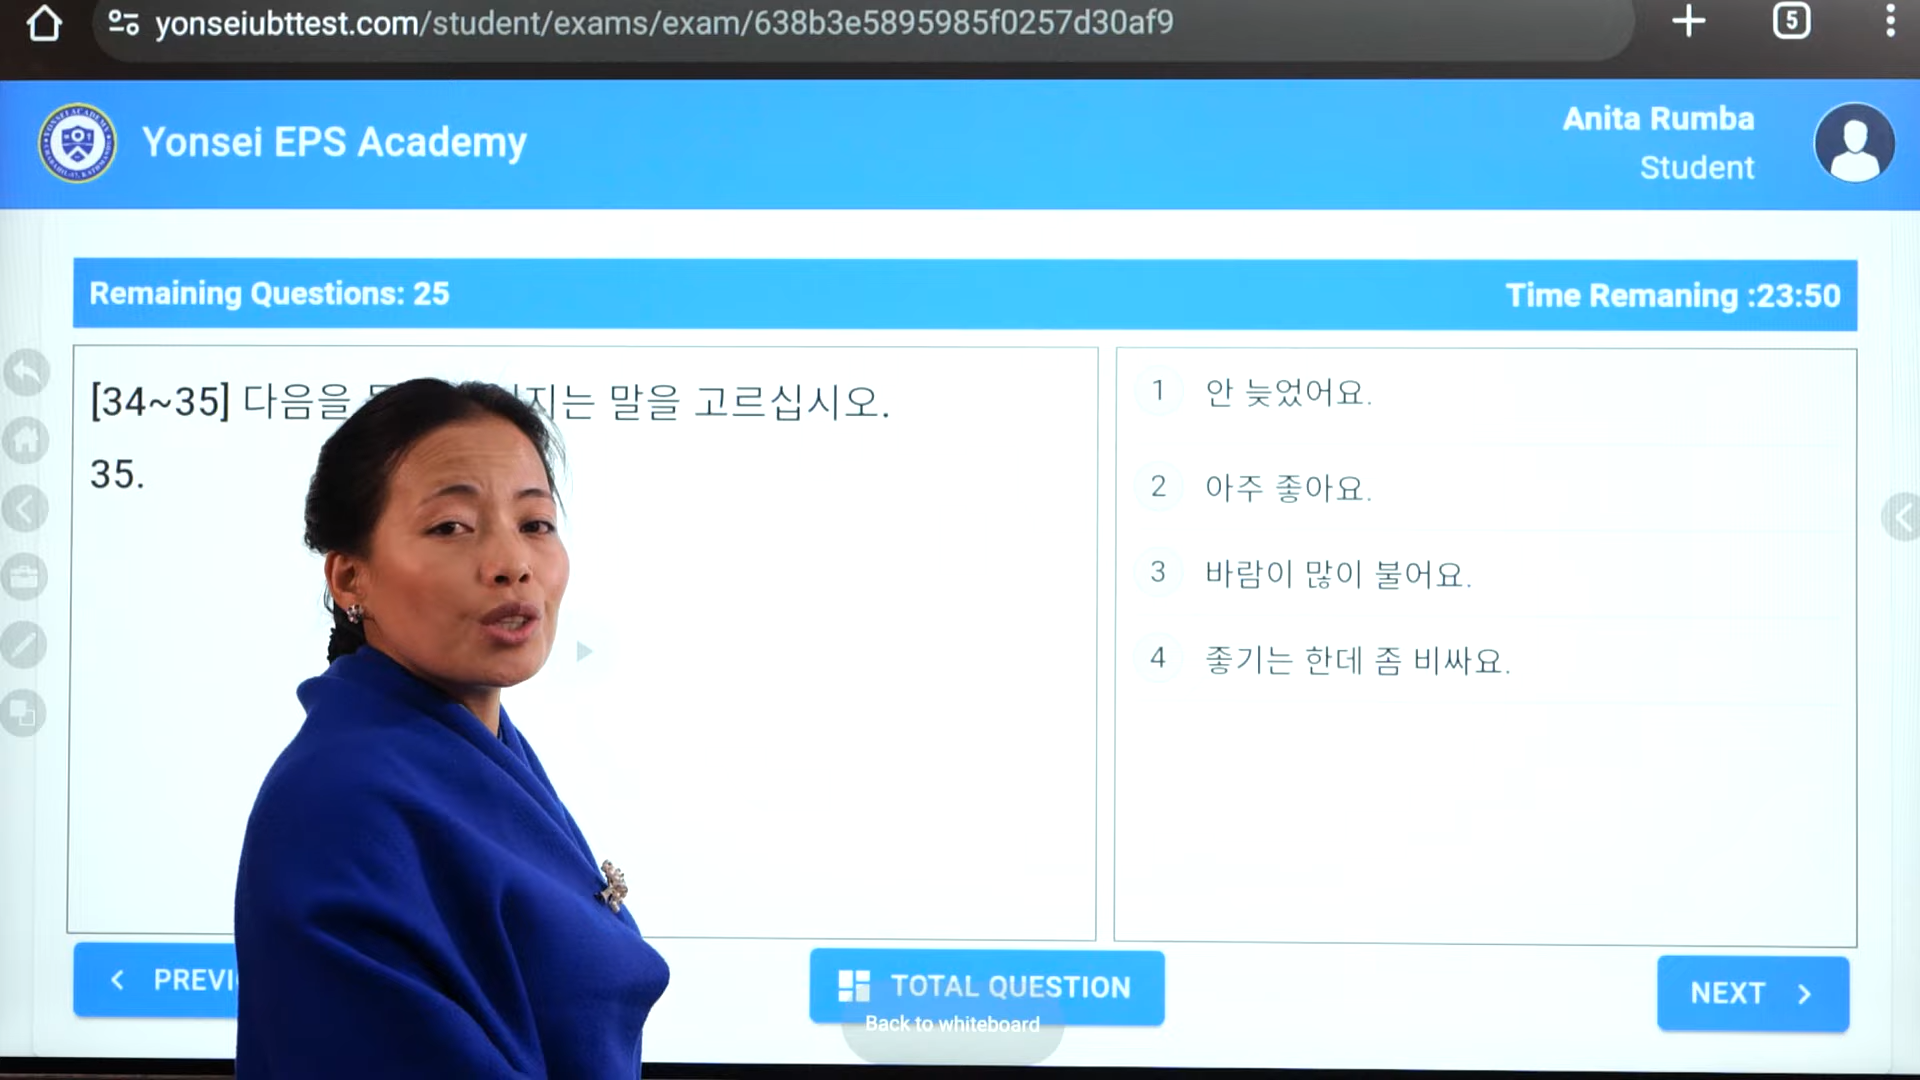 yonseiubttest.com/student/exams/exam/638b3e5895985f0257d30af9
5
Yonsei EPS Academy
Anita Rumba
Student
Remaining Questions: 25
Time Remaning :23:50
[34~35] 다음을 말을 고르십시오.
35.
1 안 늦었어요.
2 아주 좋아요.
3 바람이 많이 불어요.
4 좋기는 한데 좀 비싸요.
TOTAL QUESTION
NEXT
Back to whiteboard